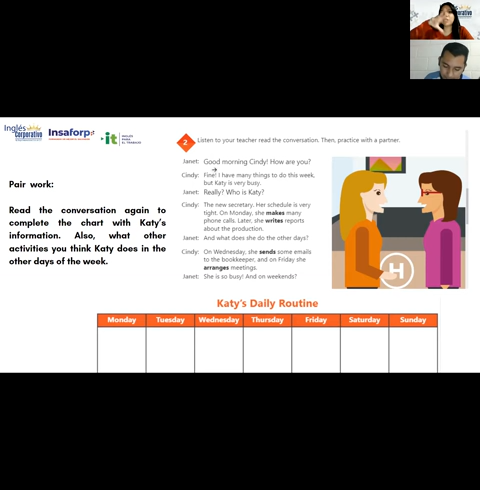 Inglés
Corporativo
Insaforp
it
INGLÉS
PARA
EL TRABAJO
Corporativo
2 Listen to your teacher read the conversation. Then, practice with a partner.
Pair work:
Read the conversation again to
complete the chart with Katy's
information. Also, what other
activities you think Katy does in the
other days of the week.
Janet: Good morning Cindy! How are you?
Cindy: Fine! I have many things to do this week,
but Katy is very busy.
Janet: Really? Who is Katy?
Cindy: The new secretary. Her schedule is very
tight. On Monday, she makes many
phone calls. Later, she writes reports
about the production.
Janet: And what does she do the other days?
Cindy: On Wednesday, she sends some emails
to the bookkeeper, and on Friday she
arranges meetings.
Janet: She is so busy! And on weekends?
H
Katy's Daily Routine
Monday Tuesday Wednesday Thursday Friday Saturday Sunday